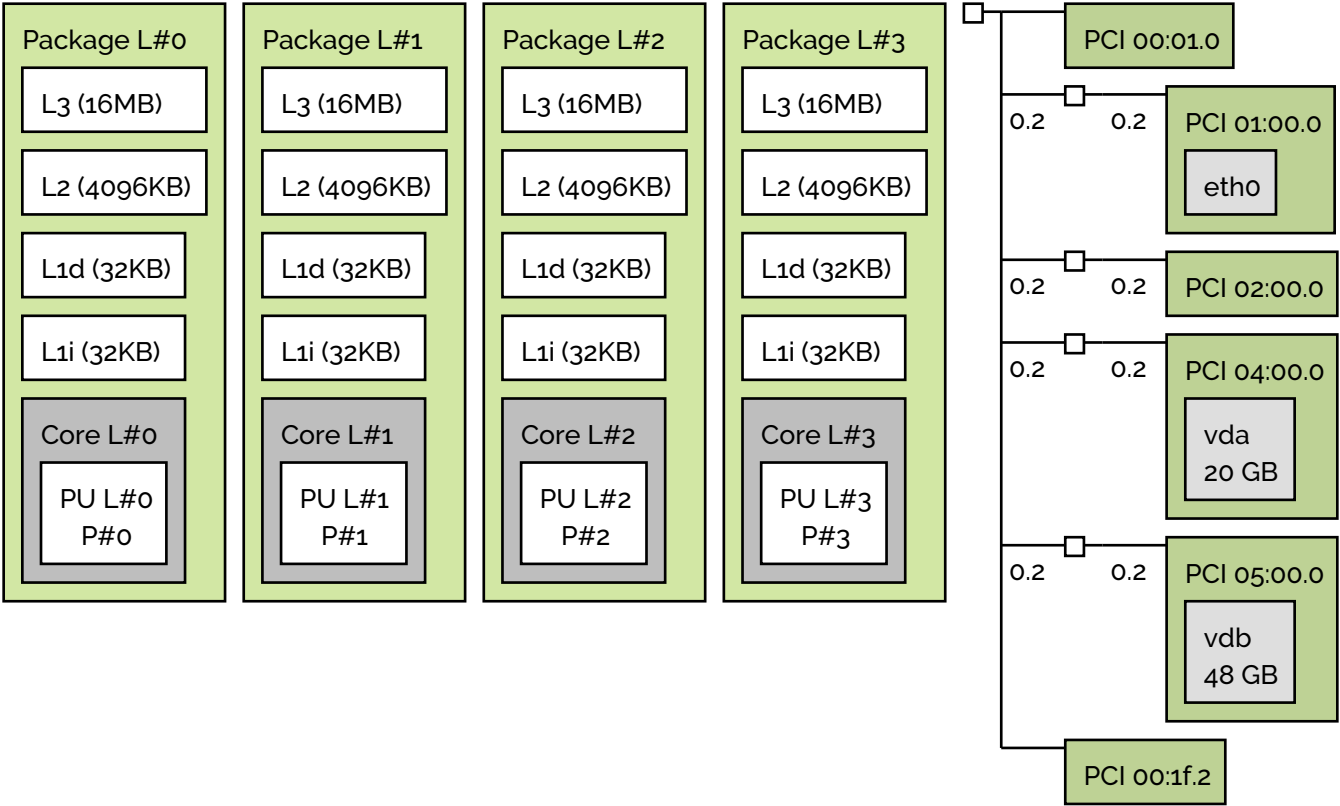 Package L#0
L3 (16MB)
L2 (4096KB)
L1d (32KB)
L1i (32KB)
Core L#0
PU L#0
P#0
Package L#1
L3 (16MB)
L2 (4096KB)
L1d (32KB)
L1i (32KB)
Core L#1
PU L#1
P#1
Package L#2
L3 (16MB)
L2 (4096KB)
L1d (32KB)
L1i (32KB)
Core L#2
PU L#2
P#2
Package L#3
L3 (16MB)
L2 (4096KB)
L1d (32KB)
L1i (32KB)
Core L#3
PU L#3
P#3
PCI 00:01.0
0.2 0.2
PCI 01:00.0
eth0
0.2 0.2
PCI 02:00.0
0.2 0.2
PCI 04:00.0
vda
20 GB
0.2 0.2
PCI 05:00.0
vdb
48 GB
PCI 00:1f.2